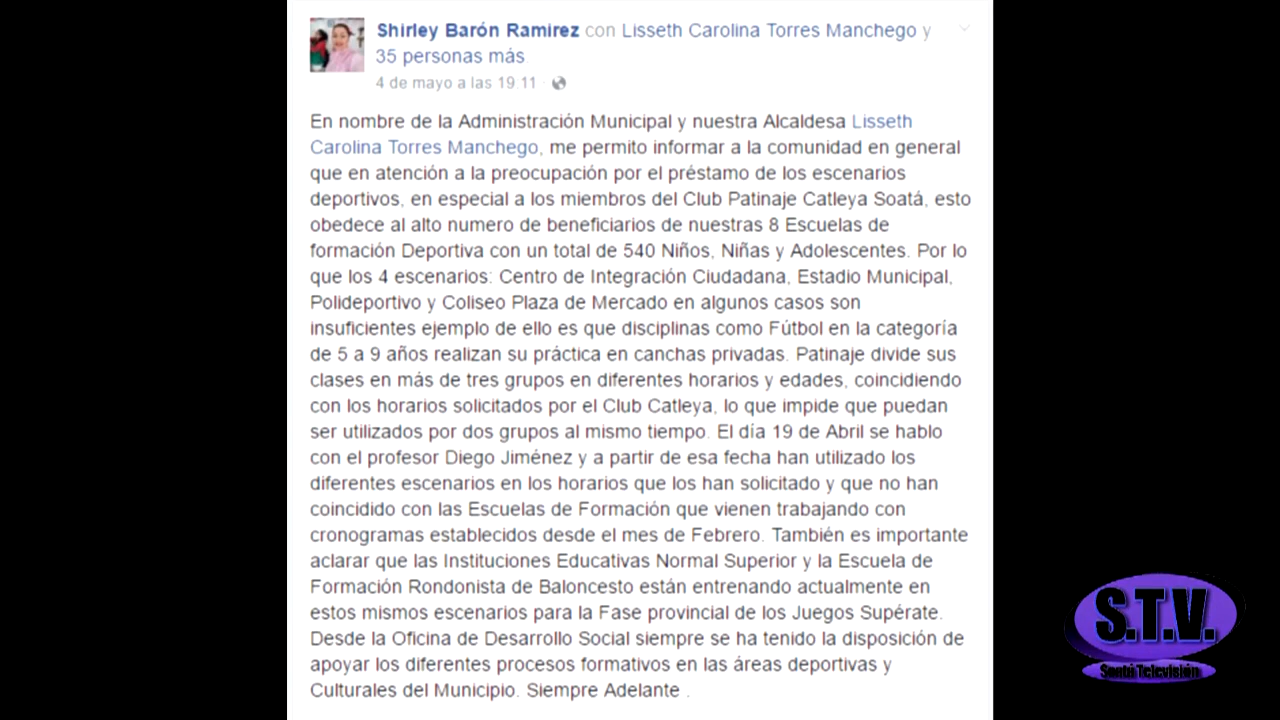 Shirley Barón Ramirez con Lisseth Carolina Torres Manchego y
35 personas más.
4 de mayo a las 19:11 ·
En nombre de la Administración Municipal y nuestra Alcaldesa Lisseth
Carolina Torres Manchego, me permito informar a la comunidad en general
que en atención a la preocupación por el préstamo de los escenarios
deportivos, en especial a los miembros del Club Patinaje Catleya Soatá, esto
obedece al alto numero de beneficiarios de nuestras 8 Escuelas de
formación Deportiva con un total de 540 Niños, Niñas y Adolescentes. Por lo
que los 4 escenarios: Centro de Integración Ciudadana, Estadio Municipal,
Polideportivo y Coliseo Plaza de Mercado en algunos casos son
insuficientes ejemplo de ello es que disciplinas como Fútbol en la categoría
de 5 a 9 años realizan su práctica en canchas privadas. Patinaje divide sus
clases en más de tres grupos en diferentes horarios y edades, coincidiendo
con los horarios solicitados por el Club Catleya, lo que impide que puedan
ser utilizados por dos grupos al mismo tiempo. El día 19 de Abril se hablo
con el profesor Diego Jiménez y a partir de esa fecha han utilizado los
diferentes escenarios en los horarios que los han solicitado y que no han
coincidido con las Escuelas de Formación que vienen trabajando con
cronogramas establecidos desde el mes de Febrero. También es importante
aclarar que las Instituciones Educativas Normal Superior y la Escuela de
Formación Rondonista de Baloncesto están entrenando actualmente en
estos mismos escenarios para la Fase provincial de los Juegos Supérate.
Desde la Oficina de Desarrollo Social siempre se ha tenido la disposición de
apoyar los diferentes procesos formativos en las áreas deportivas y
Culturales del Municipio. Siempre Adelante .
S.T.V.
Soatá Televisión